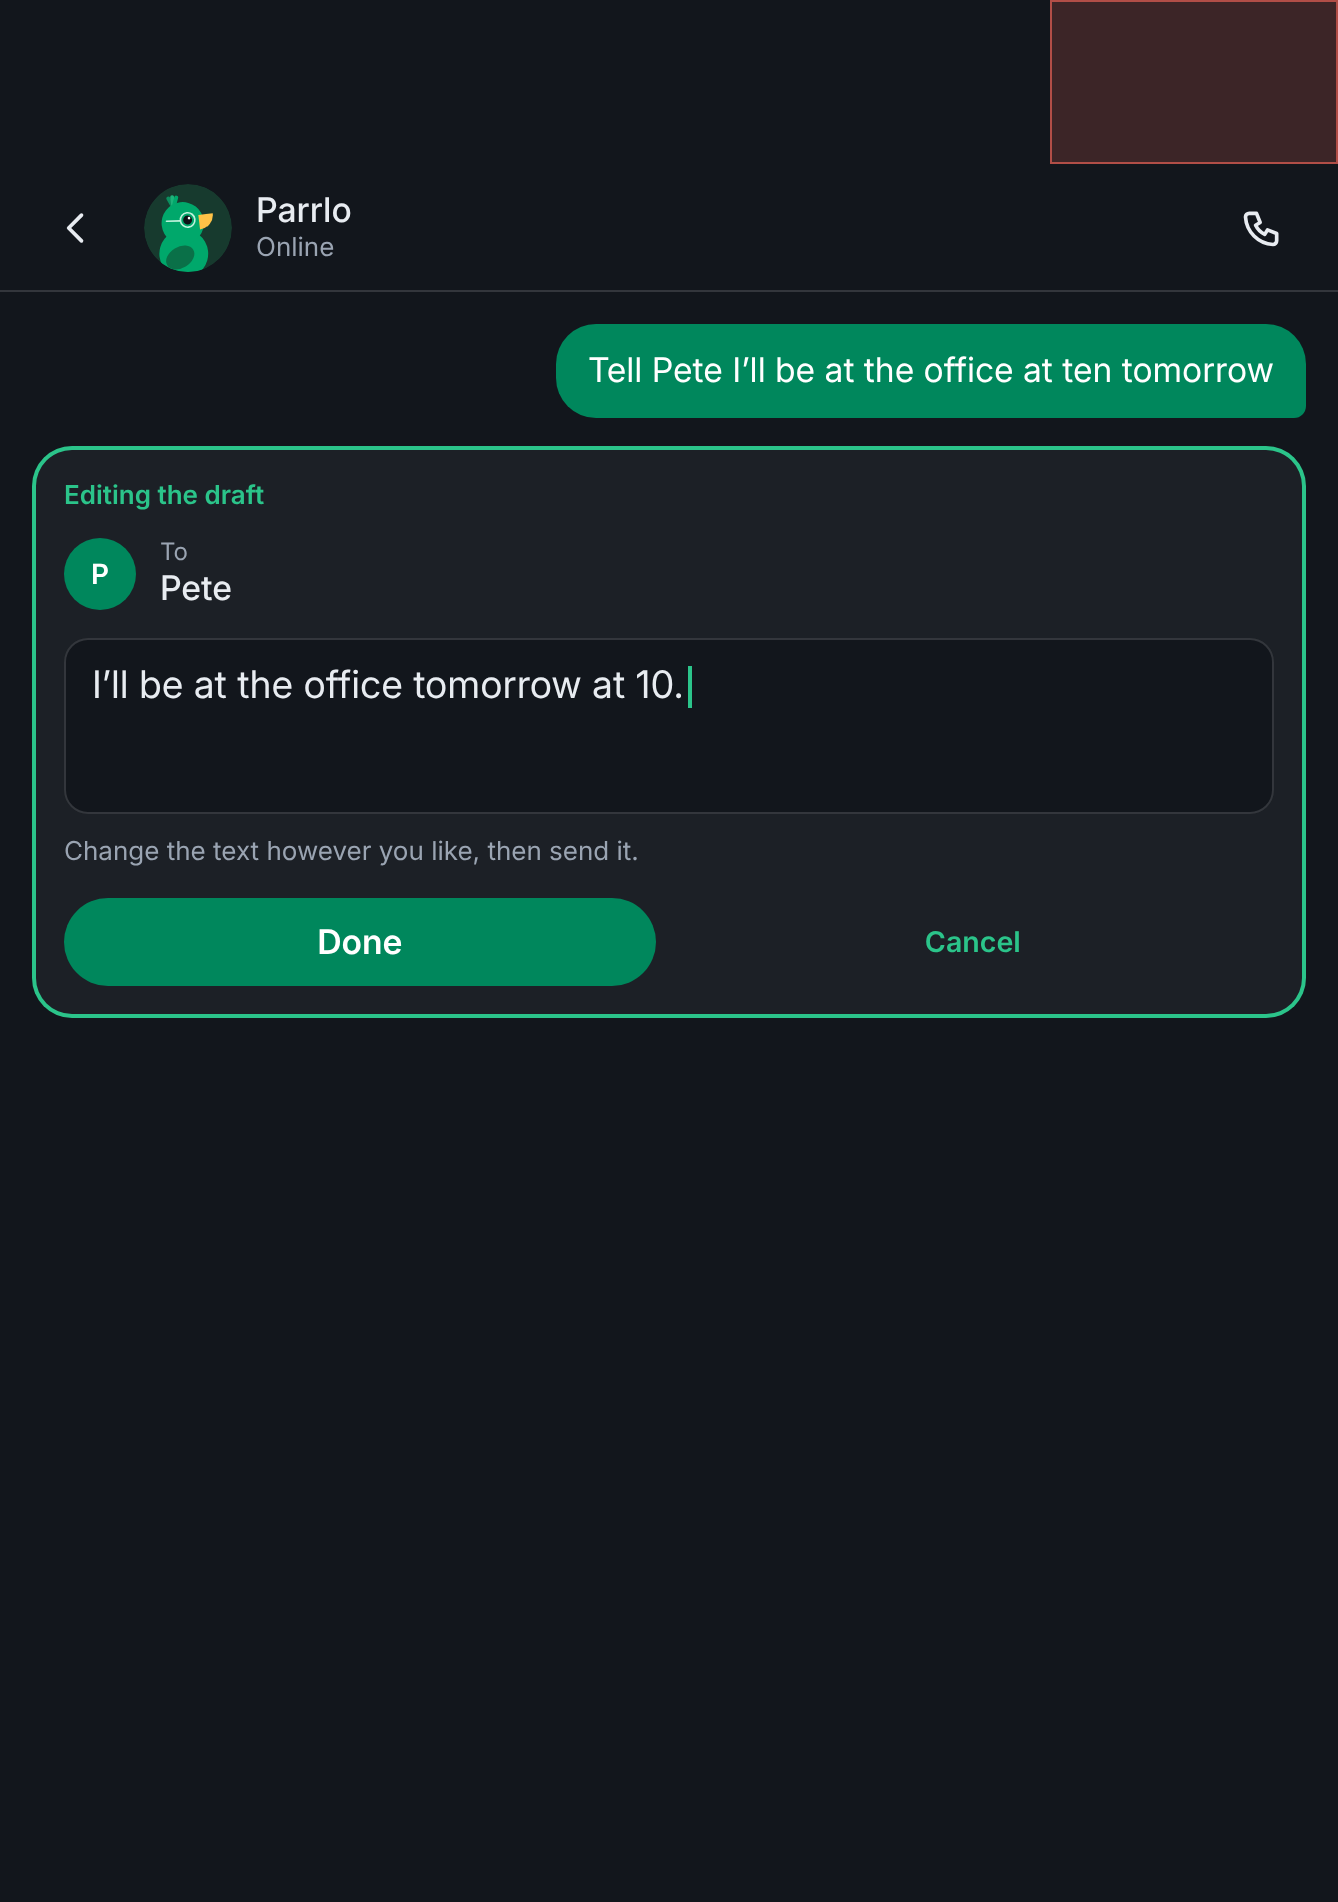 Parrlo
Online
Tell Pete I’ll be at the office at ten tomorrow
Editing the draft
P
To
Pete
I’ll be at the office tomorrow at 10.
Change the text however you like, then send it.
Done
Cancel